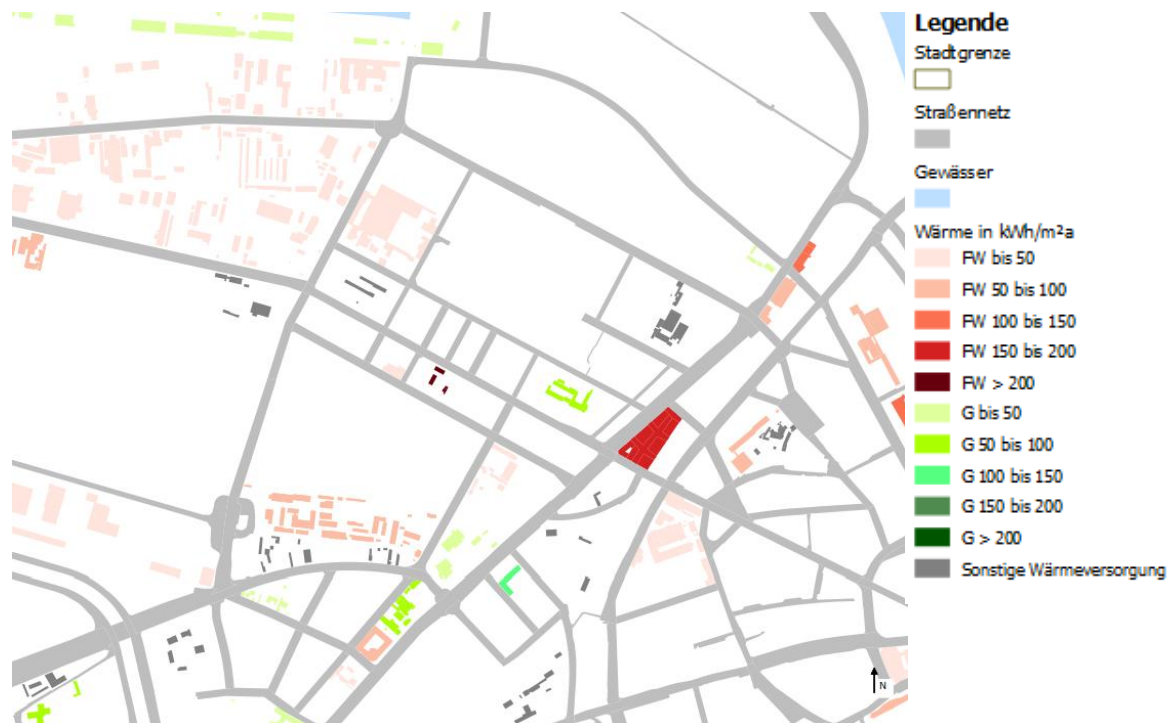 Legende
Stadtgrenze
Straßennetz
Gewässer
Wärme in kWh/m²a
FW bis 50
FW 50 bis 100
FW 100 bis 150
FW 150 bis 200
FW > 200
G bis 50
G 50 bis 100
G 100 bis 150
G 150 bis 200
G > 200
Sonstige Wärmeversorgung
N